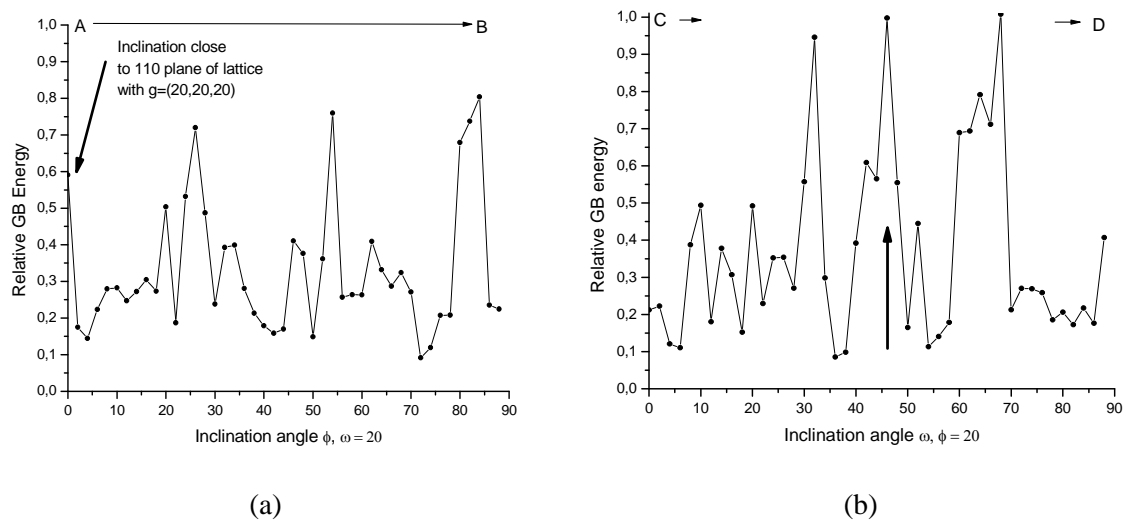 A
B
1,0
0,9
0,8
0,7
0,6
0,5
0,4
0,3
0,2
0,1
0,0
Relative GB Energy
Inclination close
to 110 plane of lattice
with g=(20,20,20)
0 10 20 30 40 50 60 70 80 90
Inclination angle ϕ, ω = 20
(a)
C
D
1,0
0,9
0,8
0,7
0,6
0,5
0,4
0,3
0,2
0,1
0,0
Relative GB energy
0 10 20 30 40 50 60 70 80 90
Inclination angle ω, ϕ = 20
(b)